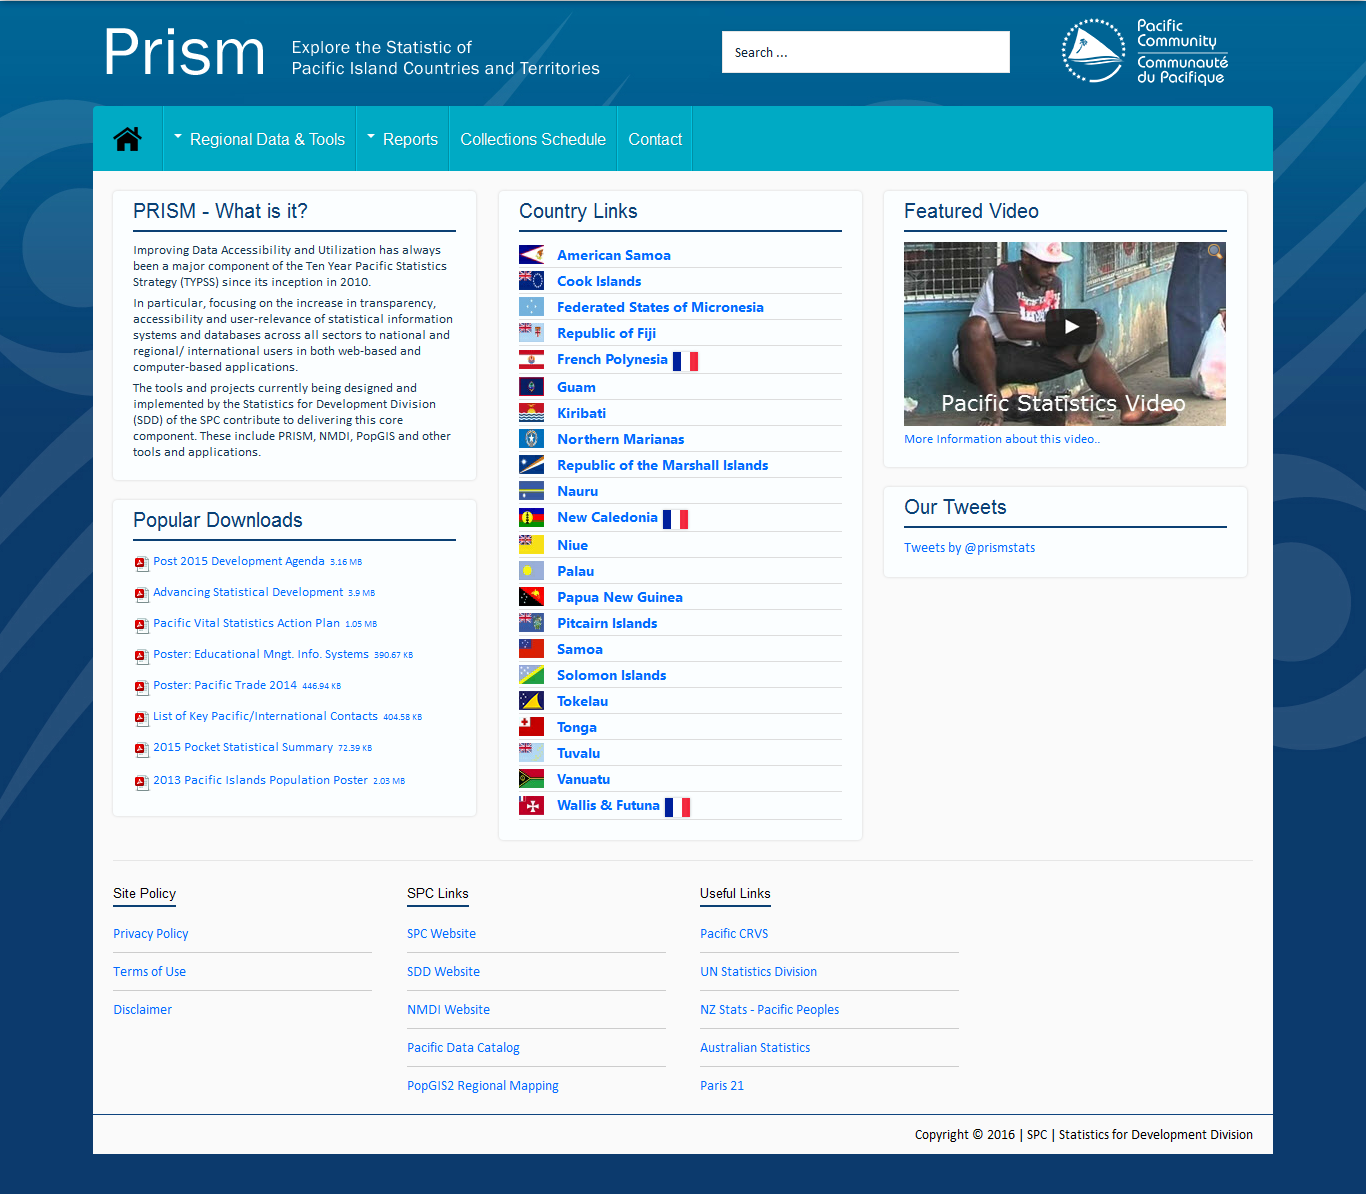 Prism
Explore the Statistic of
Pacific Island Countries and Territories
Search ...
Pacific
Community
Communauté
du Pacifique
Regional Data & Tools
Reports
Collections Schedule
Contact
PRISM - What is it?
Improving Data Accessibility and Utilization has always
been a major component of the Ten Year Pacific Statistics
Strategy (TYPSS) since its inception in 2010.
In particular, focusing on the increase in transparency,
accessibility and user-relevance of statistical information
systems and databases across all sectors to national and
regional/ international users in both web-based and
computer-based applications.
The tools and projects currently being designed and
implemented by the Statistics for Development Division
(SDD) of the SPC contribute to delivering this core
component. These include PRISM, NMDI, PopGIS and other
tools and applications.
Popular Downloads
Post 2015 Development Agenda 3.16 MB
Advancing Statistical Development 3.9 MB
Pacific Vital Statistics Action Plan 1.05 MB
Poster: Educational Mngt. Info. Systems 390.67 KB
Poster: Pacific Trade 2014 446.94 KB
List of Key Pacific/International Contacts 404.58 KB
2015 Pocket Statistical Summary 72.39 KB
2013 Pacific Islands Population Poster 2.03 MB
Country Links
American Samoa
Cook Islands
Federated States of Micronesia
Republic of Fiji
French Polynesia
Guam
Kiribati
Northern Marianas
Republic of the Marshall Islands
Nauru
New Caledonia
Niue
Palau
Papua New Guinea
Pitcairn Islands
Samoa
Solomon Islands
Tokelau
Tonga
Tuvalu
Vanuatu
Wallis & Futuna
Featured Video
Pacific Statistics Video
More Information about this video..
Our Tweets
Tweets by @prismstats
Site Policy
Privacy Policy
Terms of Use
Disclaimer
SPC Links
SPC Website
SDD Website
NMDI Website
Pacific Data Catalog
PopGIS2 Regional Mapping
Useful Links
Pacific CRVS
UN Statistics Division
NZ Stats - Pacific Peoples
Australian Statistics
Paris 21
Copyright © 2016 | SPC | Statistics for Development Division